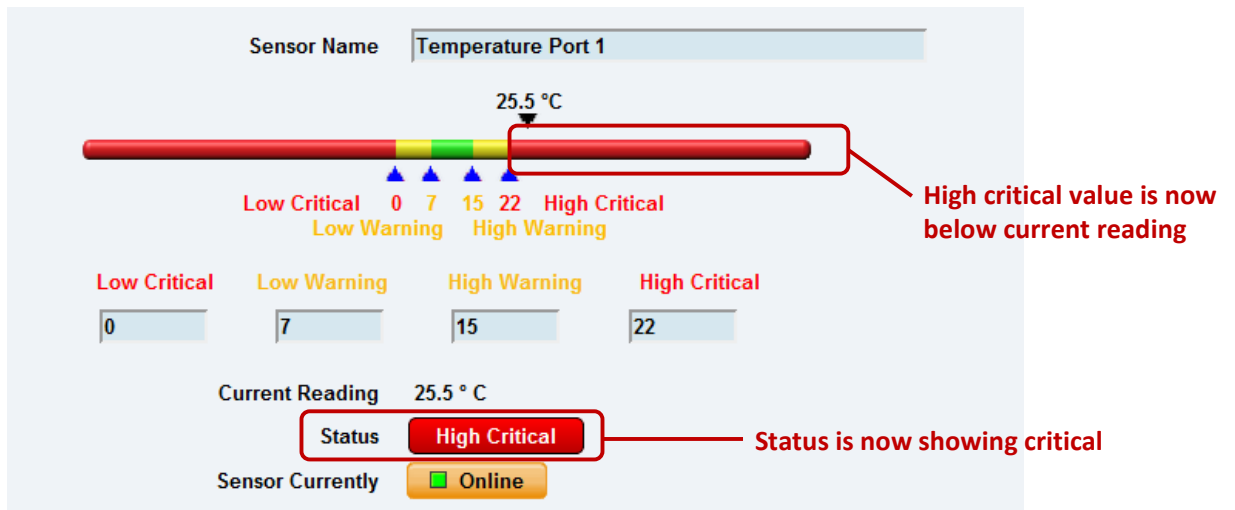 Sensor Name Temperature Port 1
25.5 °C
Low Critical 0 7 15 22 High Critical
Low Warning High Warning
High critical value is now
below current reading
Low Critical Low Warning High Warning High Critical
0 7 15 22
Current Reading 25.5 ° C
Status High Critical
Status is now showing critical
Sensor Currently Online